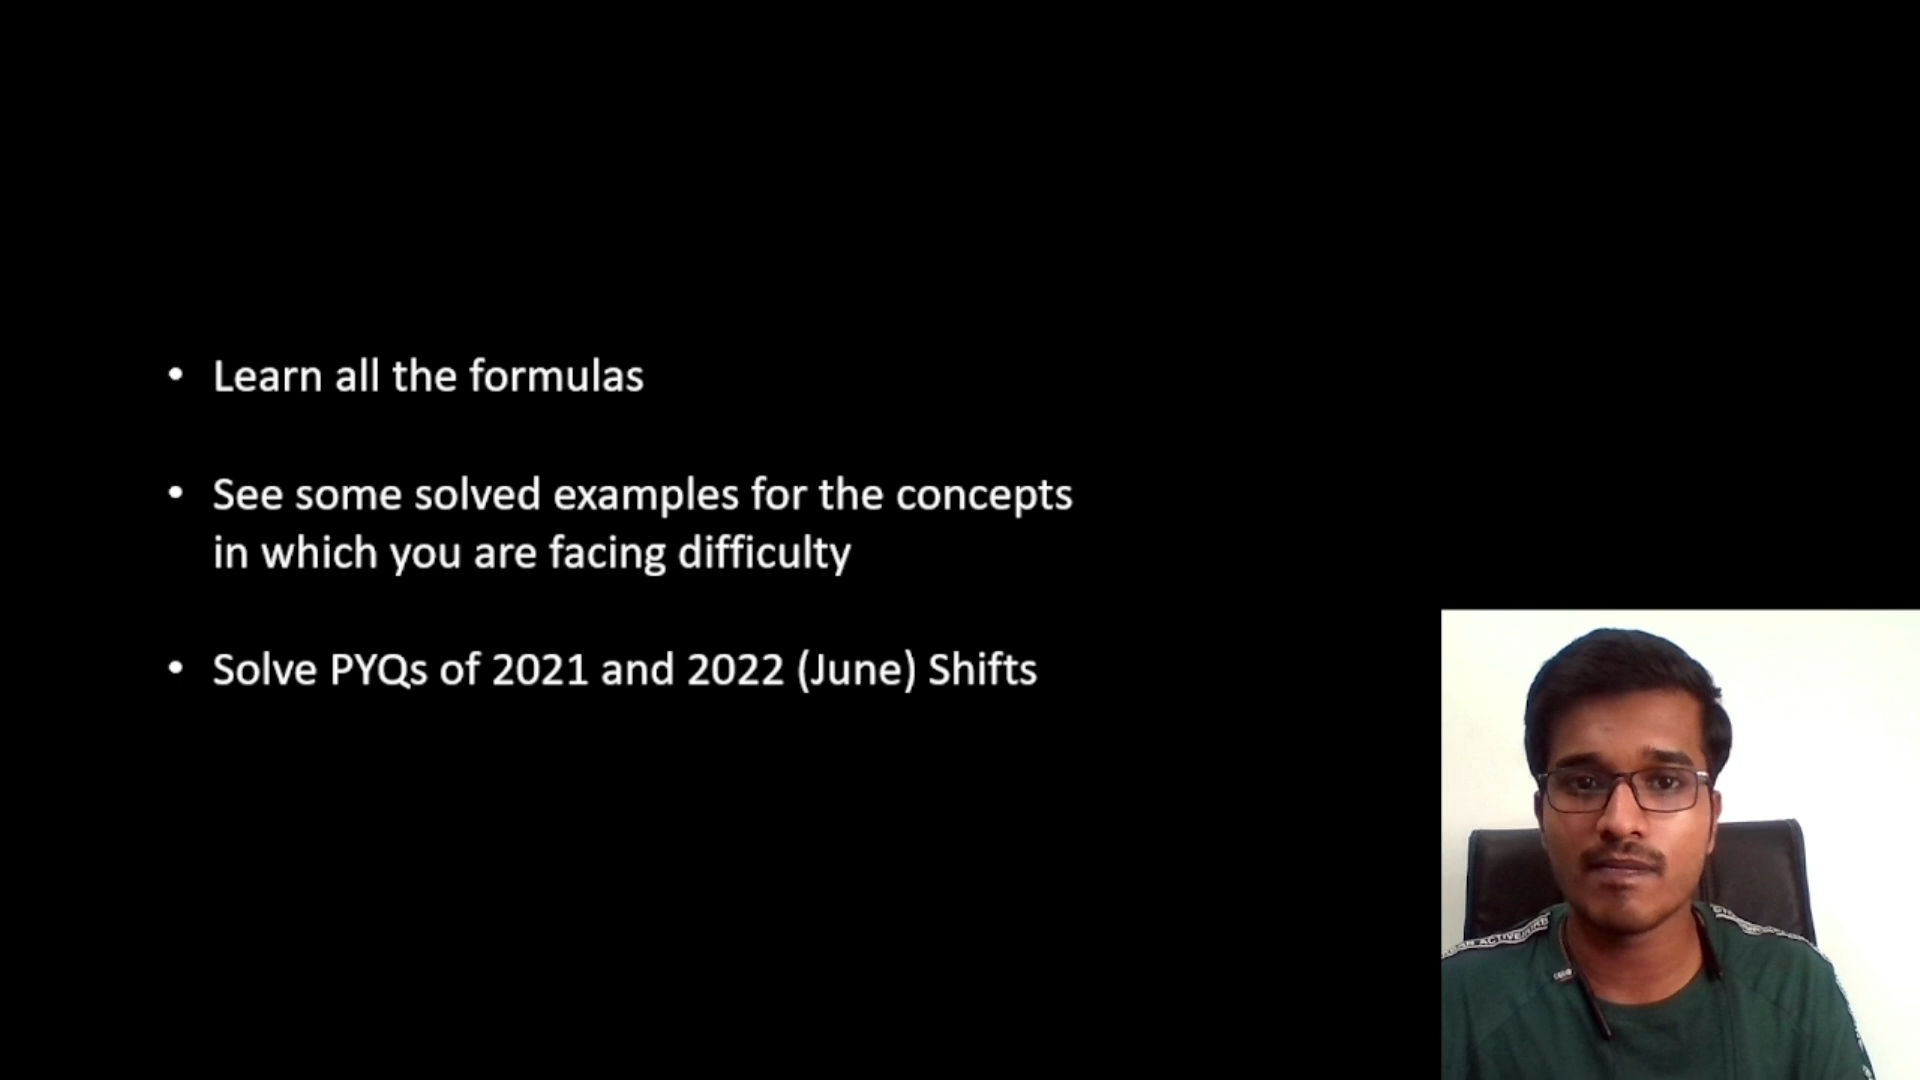 • Learn all the formulas
• See some solved examples for the concepts
in which you are facing difficulty
• Solve PYQs of 2021 and 2022 (June) Shifts